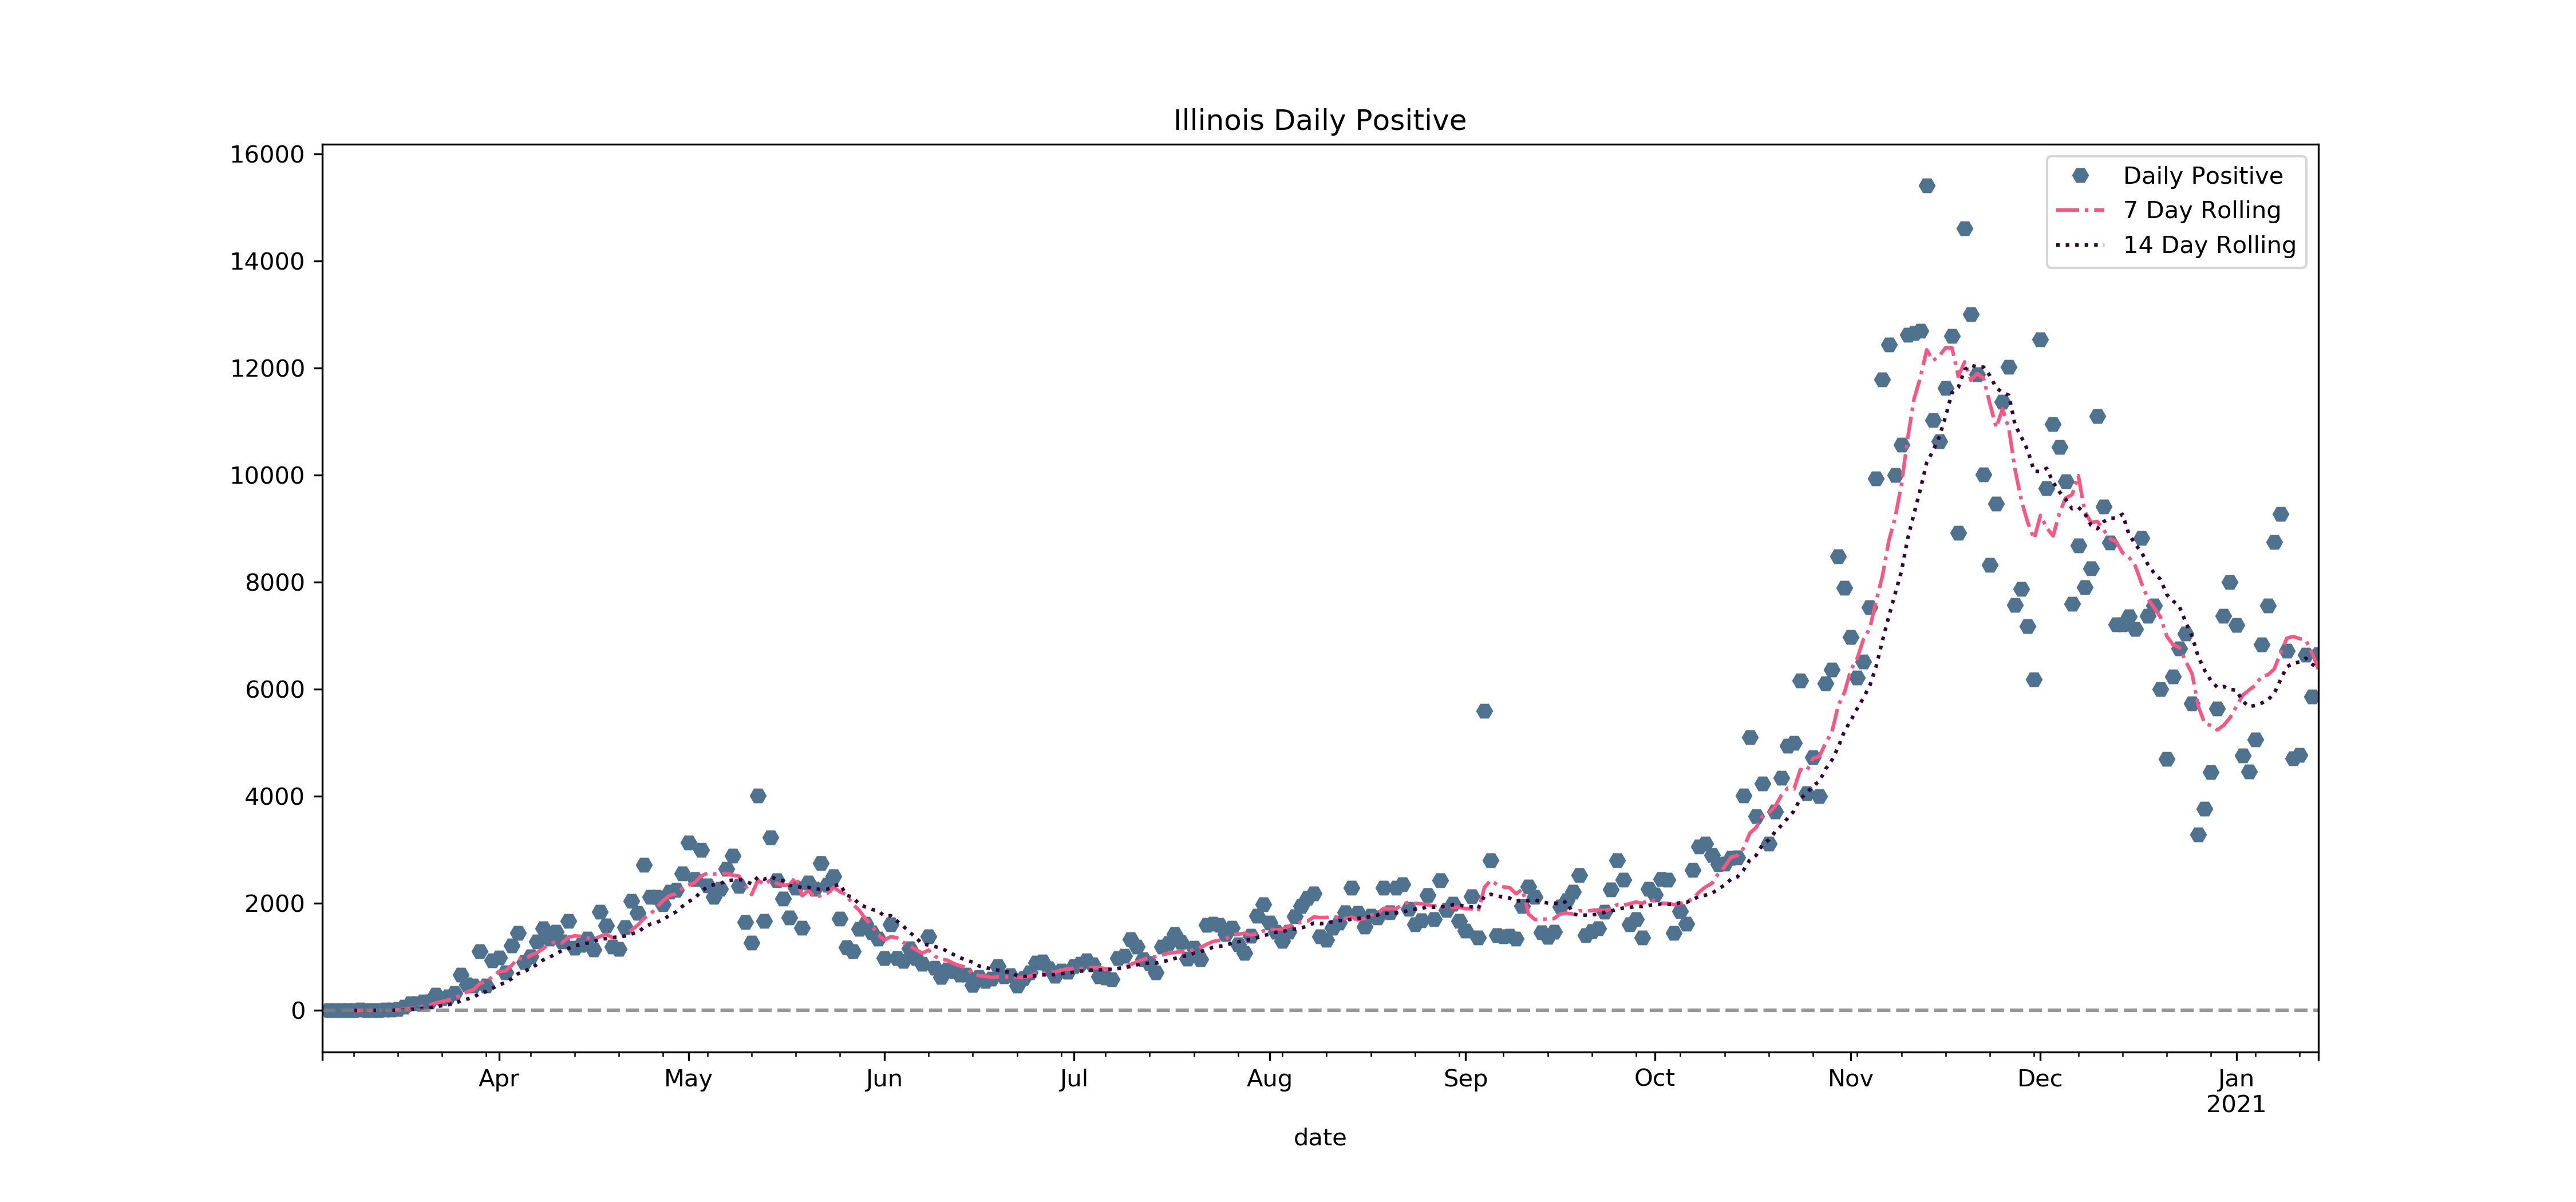 Illinois Daily Positive
16000
14000
12000
10000
8000
6000
4000
2000
0
Daily Positive
7 Day Rolling
14 Day Rolling
Apr May Jun Jul Aug Sep Oct Nov Dec Jan
2021
date